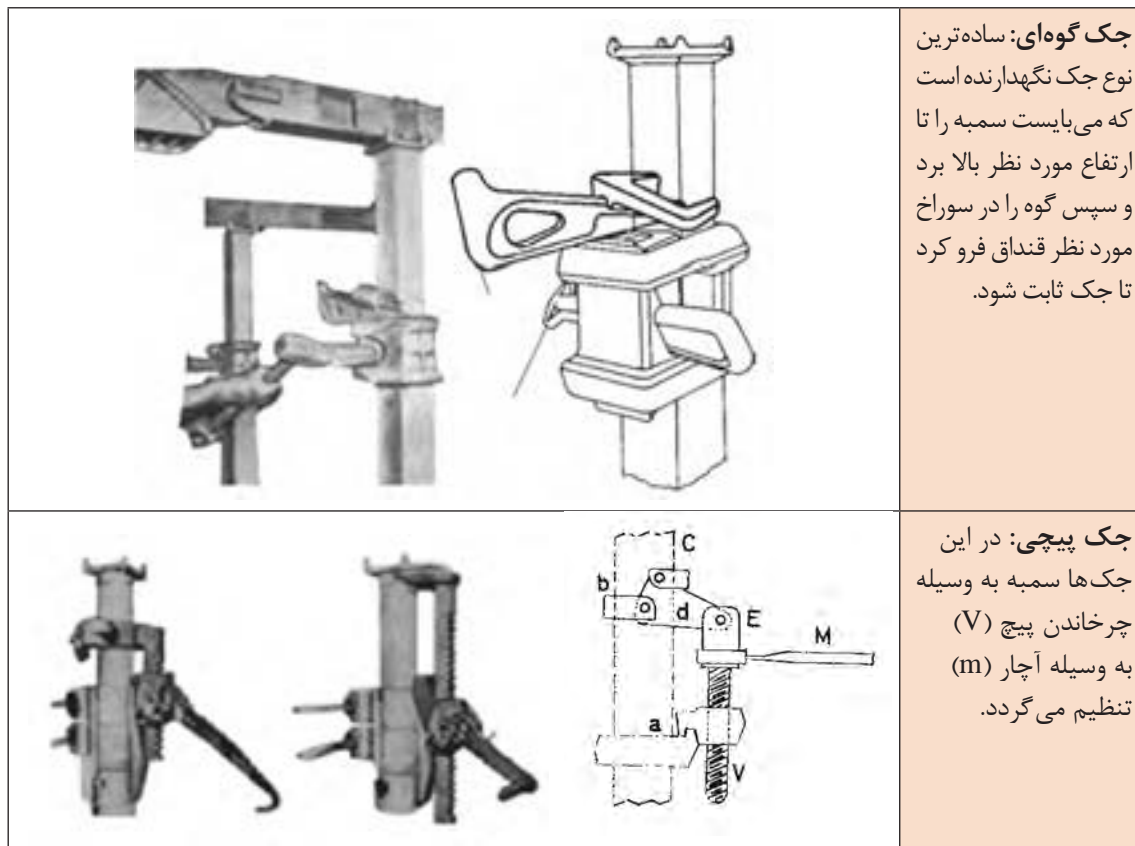 جک گوه‌ای: ساده‌ترین
نوع جک نگهدارنده است
که می‌بایست سمبه را تا
ارتفاع مورد نظر بالا برد
و سپس گوه را در سوراخ
مورد نظر قنداق فرو کرد
تا جک ثابت شود.
جک پیچی: در این
جک‌ها سمبه به وسیله
چرخاندن پیچ (V)
به وسیله آچار (m)
تنظیم می‌گردد.
C
b
d
E
M
a
V